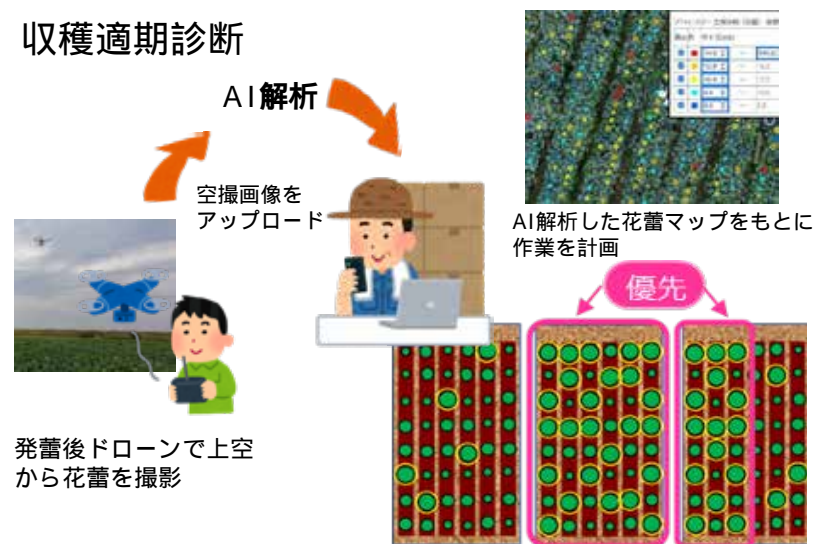 収穫適期診断
AI解析
空撮画像を
アップロード
発蕾後ドローンで上空
から花蕾を撮影
AI解析した花蕾マップをもとに
作業を計画
優先